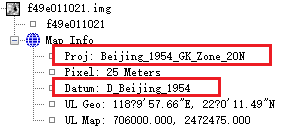 f49e011021.img
f49e011021
Map Info
Proj: Beijing_1954_GK_Zone_20N
Pixel: 25 Meters
Datum: D_Beijing_1954
UL Geo: 118?9'57.66"E, 22?0'11.49"N
UL Map: 706000.000, 2472475.000